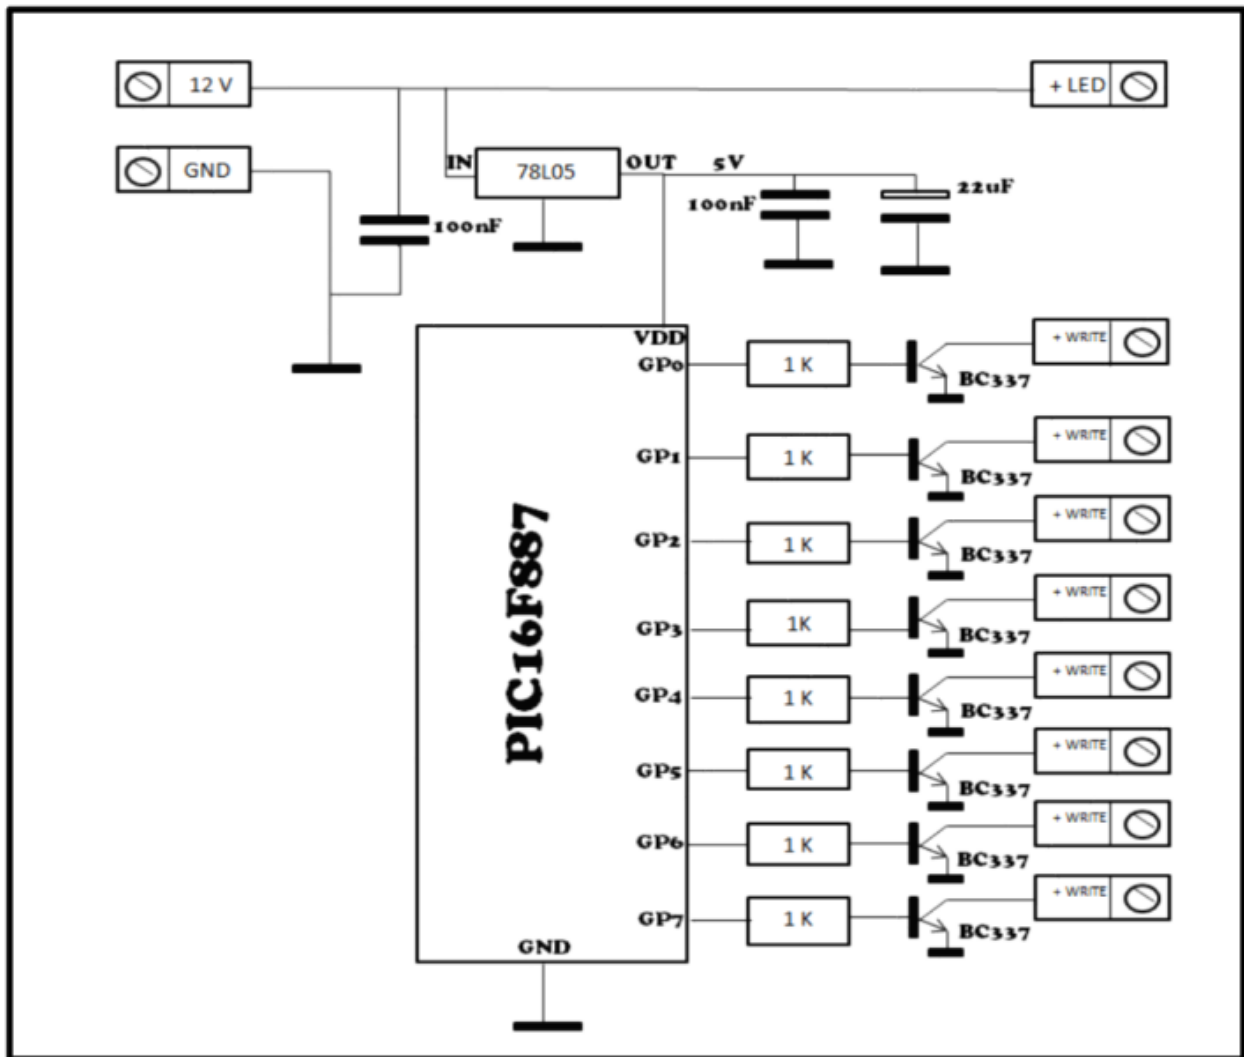 12 V
+ LED
GND
IN
78L05
OUT
5V
100nF
100nF
22uF
VDD
GP0
1 K
BC337
+ WRITE
GP1
1 K
BC337
+ WRITE
GP2
1 K
BC337
+ WRITE
GP3
1K
BC337
+ WRITE
GP4
1 K
BC337
+ WRITE
GP5
1 K
BC337
+ WRITE
GP6
1 K
BC337
+ WRITE
GP7
1 K
BC337
+ WRITE
PIC16F887
GND